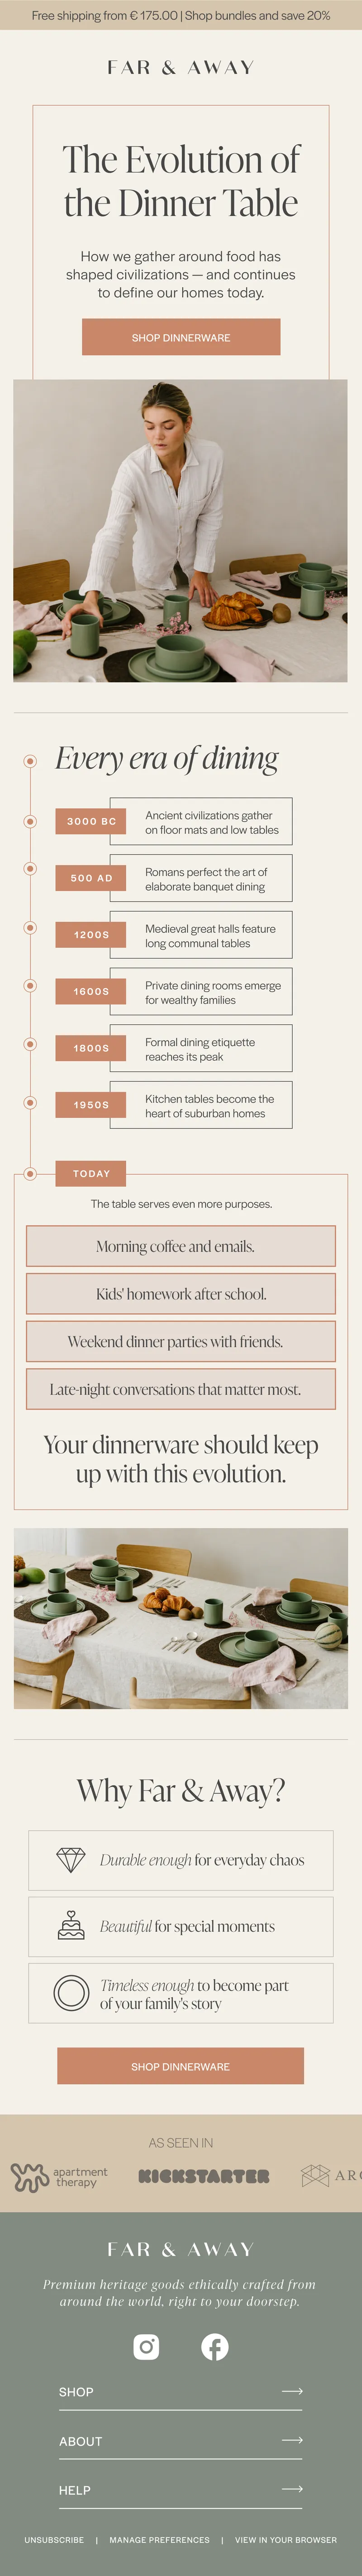 Free shipping from € 175.00 | Shop bundles and save 20%
FAR & AWAY
The Evolution of
the Dinner Table
How we gather around food has
shaped civilizations — and continues
to define our homes today.
SHOP DINNERWARE
Every era of dining
3000 BC
Ancient civilizations gather
on floor mats and low tables
500 AD
Romans perfect the art of
elaborate banquet dining
1200S
Medieval great halls feature
long communal tables
1600S
Private dining rooms emerge
for wealthy families
1800S
Formal dining etiquette
reaches its peak
1950S
Kitchen tables become the
heart of suburban homes
TODAY
The table serves even more purposes.
Morning coffee and emails.
Kids' homework after school.
Weekend dinner parties with friends.
Late-night conversations that matter most.
Your dinnerware should keep
up with this evolution.
Why Far & Away?
Durable enough for everyday chaos
Beautiful for special moments
Timeless enough to become part
of your family's story
SHOP DINNERWARE
AS SEEN IN
apartment
therapy
KICKSTARTER
ARC
FAR & AWAY
Premium heritage goods ethically crafted from
around the world, right to your doorstep.
SHOP
ABOUT
HELP
UNSUBSCRIBE | MANAGE PREFERENCES | VIEW IN YOUR BROWSER